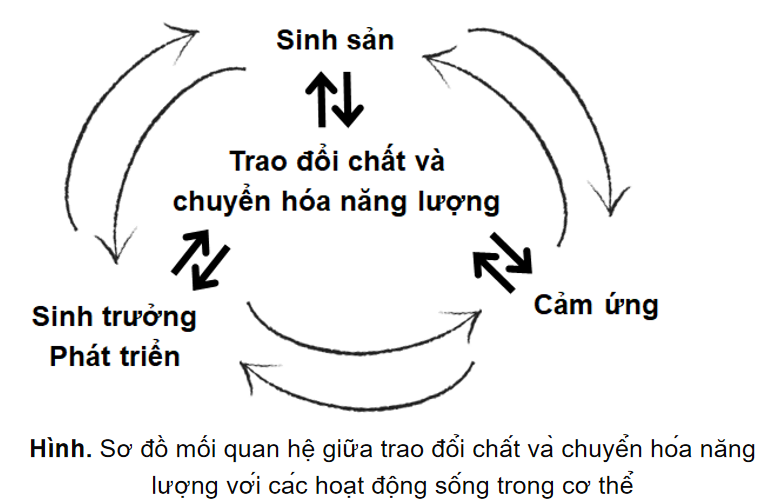 Sinh sản
Trao đổi chất và
chuyển hóa năng lượng
Sinh trưởng
Phát triển
Cảm ứng
Hình. Sơ đồ mối quan hệ giữa trao đổi chất và chuyển hóa năng
lượng với các hoạt động sống trong cơ thể